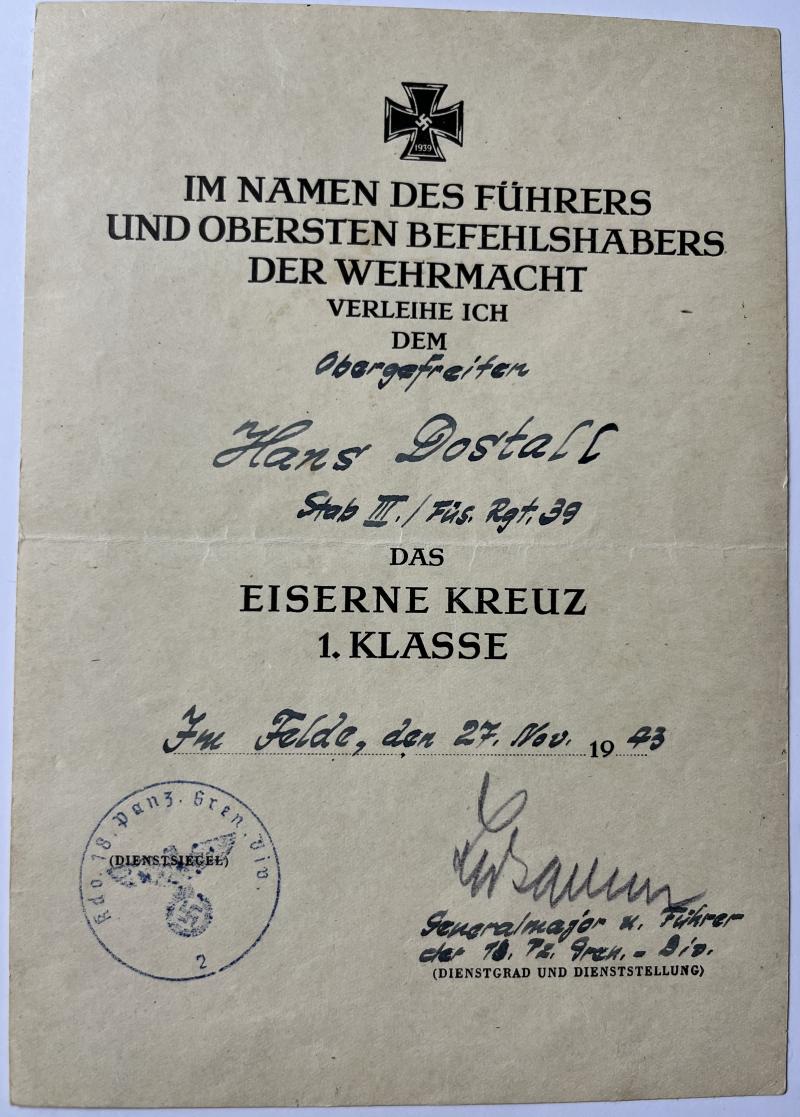 1939
IM NAMEN DES FÜHRERS
UND OBERSTEN BEFEHLSHABERS
DER WEHRMACHT
VERLEIHE ICH
DEM
Obergefreiten
Hans Dostall
Stab III./Füs. Rgt. 39
DAS
EISERNE KREUZ
1. KLASSE
Im Felde, den 27. Nov. 1943
Kdo. 18. Panz. Gren. Div.
(DIENSTSIEGEL)
2
Generalmajor u. Führer
der 18. Pz. Gren.-Div.
(DIENSTGRAD UND DIENSTSTELLUNG)